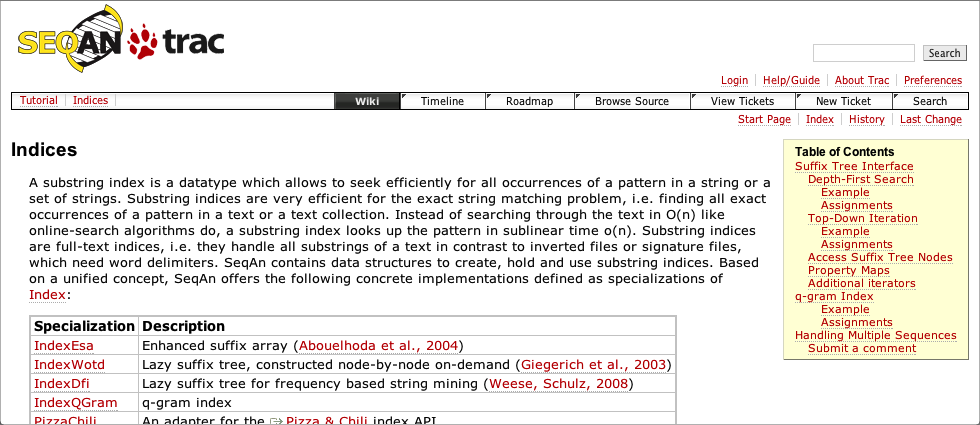 SEQAN trac
Search
Login Help/Guide About Trac Preferences
Tutorial Indices Wiki Timeline Roadmap Browse Source View Tickets New Ticket Search
Start Page Index History Last Change
Indices
A substring index is a datatype which allows to seek efficiently for all occurrences of a pattern in a string or a
set of strings. Substring indices are very efficient for the exact string matching problem, i.e. finding all exact
occurrences of a pattern in a text or a text collection. Instead of searching through the text in O(n) like
online-search algorithms do, a substring index looks up the pattern in sublinear time o(n). Substring indices
are full-text indices, i.e. they handle all substrings of a text in contrast to inverted files or signature files,
which need word delimiters. SeqAn contains data structures to create, hold and use substring indices. Based
on a unified concept, SeqAn offers the following concrete implementations defined as specializations of
Index:
Specialization Description
IndexEsa Enhanced suffix array (Abouelhoda et al., 2004)
IndexWotd Lazy suffix tree, constructed node-by-node on-demand (Giegerich et al., 2003)
IndexDfi Lazy suffix tree for frequency based string mining (Weese, Schulz, 2008)
IndexQGram q-gram index
PizzaChili An adapter for the Pizza & Chili index API
Table of Contents
Suffix Tree Interface
Depth-First Search
Example
Assignments
Top-Down Iteration
Example
Assignments
Access Suffix Tree Nodes
Property Maps
Additional iterators
q-gram Index
Example
Assignments
Handling Multiple Sequences
Submit a comment